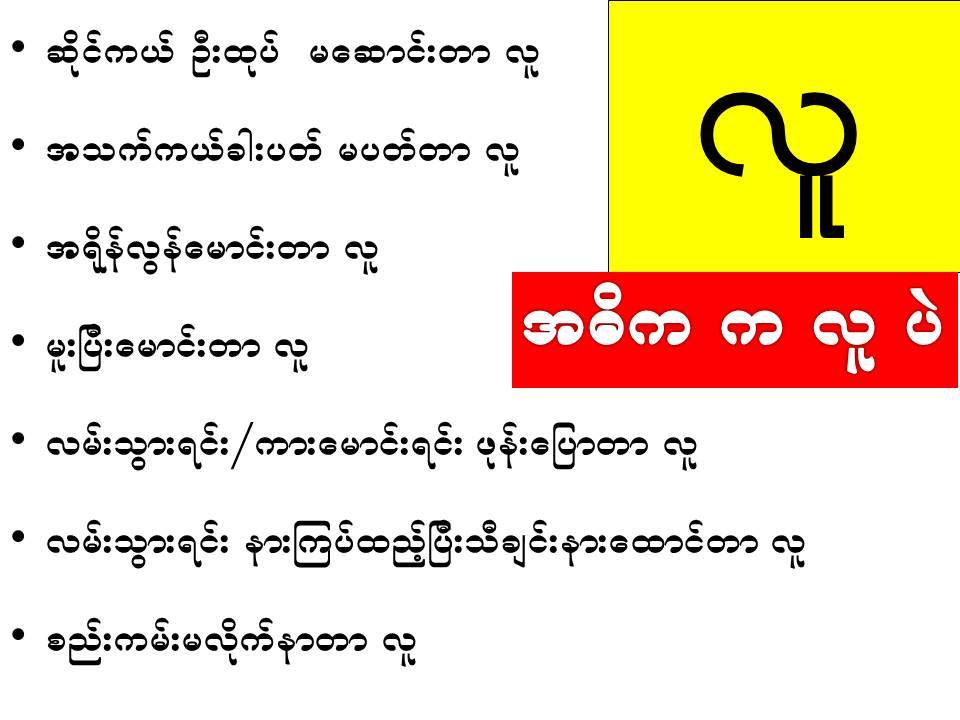 • ဆိုင်ကယ် ဦးထုပ် မဆောင်းတာ လူ
လူ
• အသက်ကယ်ခါးပတ် မပတ်တာ လူ
• အရှိန်လွန်မောင်းတာ လူ
အဓိက က လူ ပဲ
• မူးပြီးမောင်းတာ လူ
• လမ်းသွားရင်း/ကားမောင်းရင်း ဖုန်းပြောတာ လူ
• လမ်းသွားရင်း နားကြပ်ထည့်ပြီးသီချင်းနားထောင်တာ လူ
• စည်းကမ်းမလိုက်နာတာ လူ